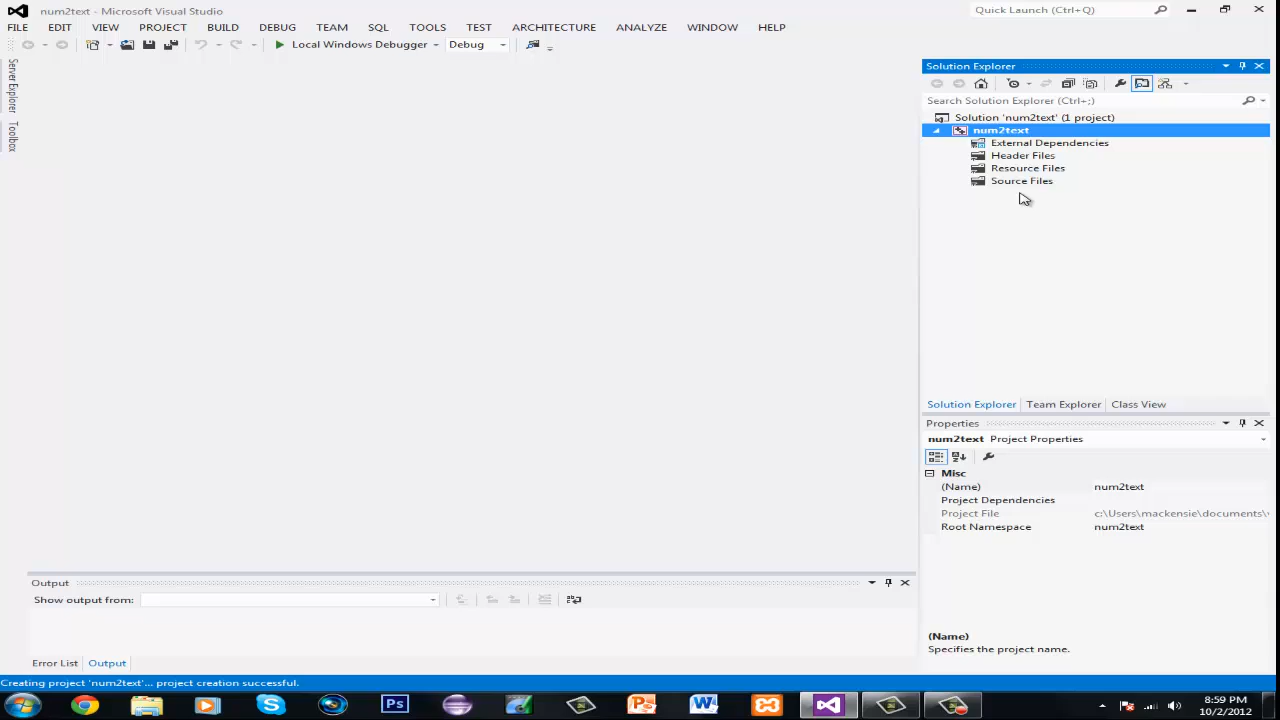 num2text - Microsoft Visual Studio
Quick Launch (Ctrl+Q)
FILE EDIT VIEW PROJECT BUILD DEBUG TEAM SQL TOOLS TEST ARCHITECTURE ANALYZE WINDOW HELP
Local Windows Debugger Debug
Server Explorer
Toolbox
Solution Explorer
Search Solution Explorer (Ctrl+;)
Solution 'num2text' (1 project)
num2text
External Dependencies
Header Files
Resource Files
Source Files
Solution Explorer Team Explorer Class View
Properties
num2text Project Properties
Misc
(Name) num2text
Project Dependencies
Project File c:\Users\mackensie\documents\v
Root Namespace num2text
(Name)
Specifies the project name.
Output
Show output from:
Error List Output
Creating project 'num2text'... project creation successful.
Ps
8:59 PM
10/2/2012